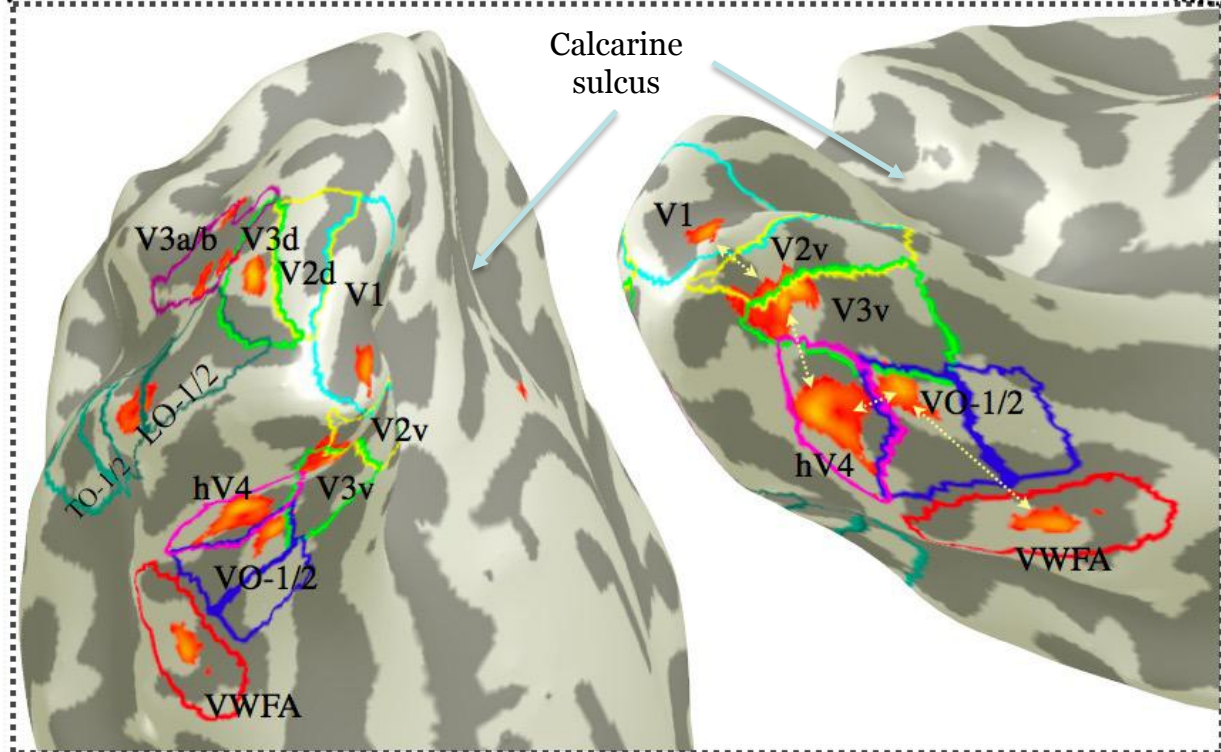 Calcarine
sulcus
V3a/b
V3d
V2d
V1
LO-1/2
TO-1/2
V2v
hV4
V3v
VO-1/2
VWFA
V1
V2v
V3v
VO-1/2
hV4
VWFA